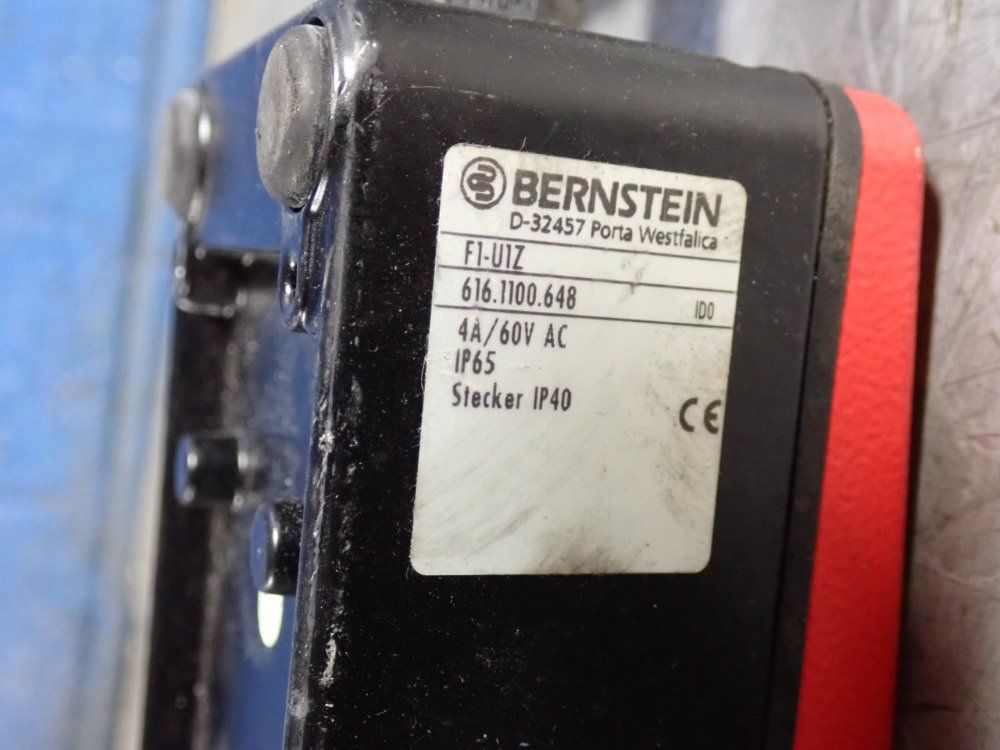 BERNSTEIN
D-32457 Porta Westfalica
F1-U1Z
616.1100.648 ID0
4A/60V AC
IP65
Stecker IP40
CE